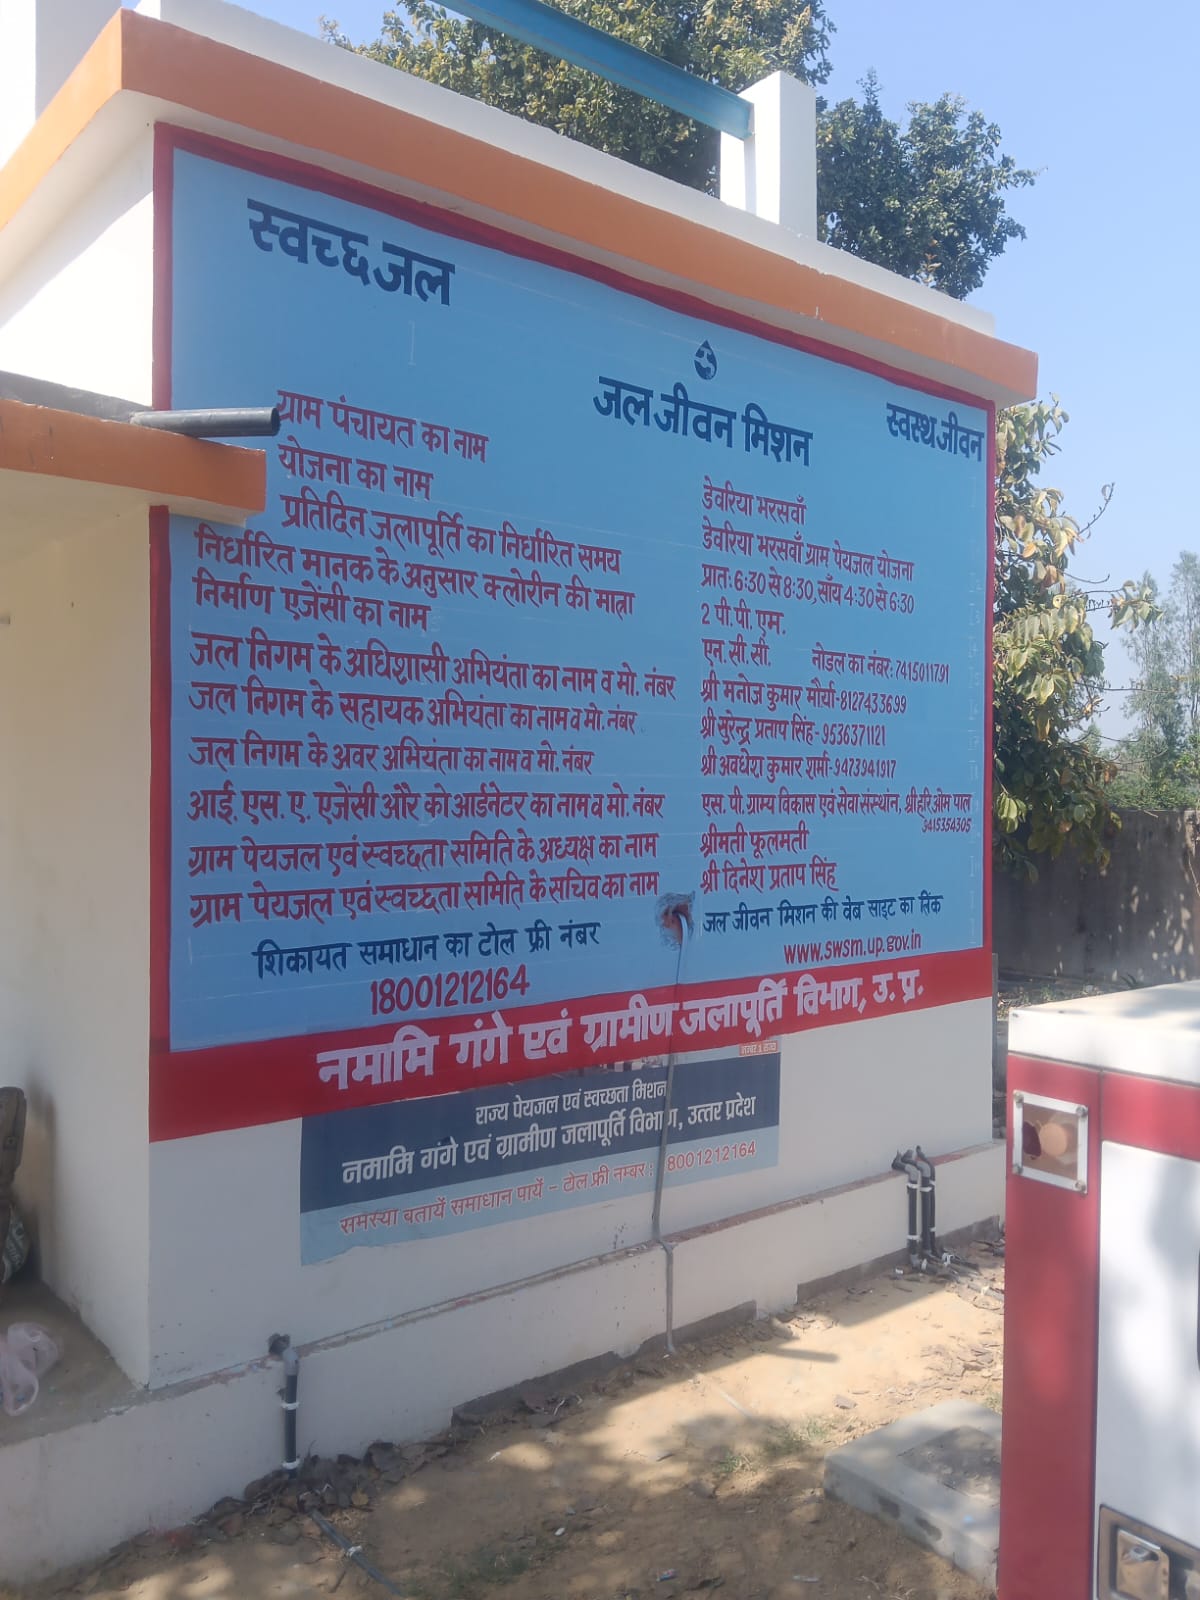 स्वच्छ जल
जल जीवन मिशन
स्वस्थ जीवन
ग्राम पंचायत का नाम डेवरिया भरसवाँ
योजना का नाम डेवरिया भरसवाँ ग्राम पेयजल योजना
प्रतिदिन जलापूर्ति का निर्धारित समय प्रातः 6:30 से 8:30, साँय 4:30 से 6:30
निर्धारित मानक के अनुसार क्लोरीन की मात्रा 2 पी. पी. एम.
निर्माण एजेंसी का नाम एन. सी. सी. नोडल का नंबर: 7415011791
जल निगम के अधिशासी अभियंता का नाम व मो. नंबर श्री मनोज कुमार मौर्या-8127433699
जल निगम के सहायक अभियंता का नाम व मो. नंबर श्री सुरेन्द्र प्रताप सिंह- 9536371121
जल निगम के अवर अभियंता का नाम व मो. नंबर श्री अवधेश कुमार शर्मा-9473941917
आई. एस. ए. एजेंसी और को आर्डनेटर का नाम व मो. नंबर एस. पी. ग्राम्य विकास एवं सेवा संस्थान, श्री हरि ओम पाल
9415354305
ग्राम पेयजल एवं स्वच्छता समिति के अध्यक्ष का नाम श्रीमती फूलमती
ग्राम पेयजल एवं स्वच्छता समिति के सचिव का नाम श्री दिनेश प्रताप सिंह
शिकायत समाधान का टोल फ्री नंबर जल जीवन मिशन की वेब साइट का लिंक
18001212164 www.swsm.up.gov.in
नमामि गंगे एवं ग्रामीण जलापूर्ति विभाग, उ. प्र.
राज्य पेयजल एवं स्वच्छता मिशन
नमामि गंगे एवं ग्रामीण जलापूर्ति विभाग, उत्तर प्रदेश
समस्या बतायें समाधान पायें - टोल फ्री नम्बर : 8001212164